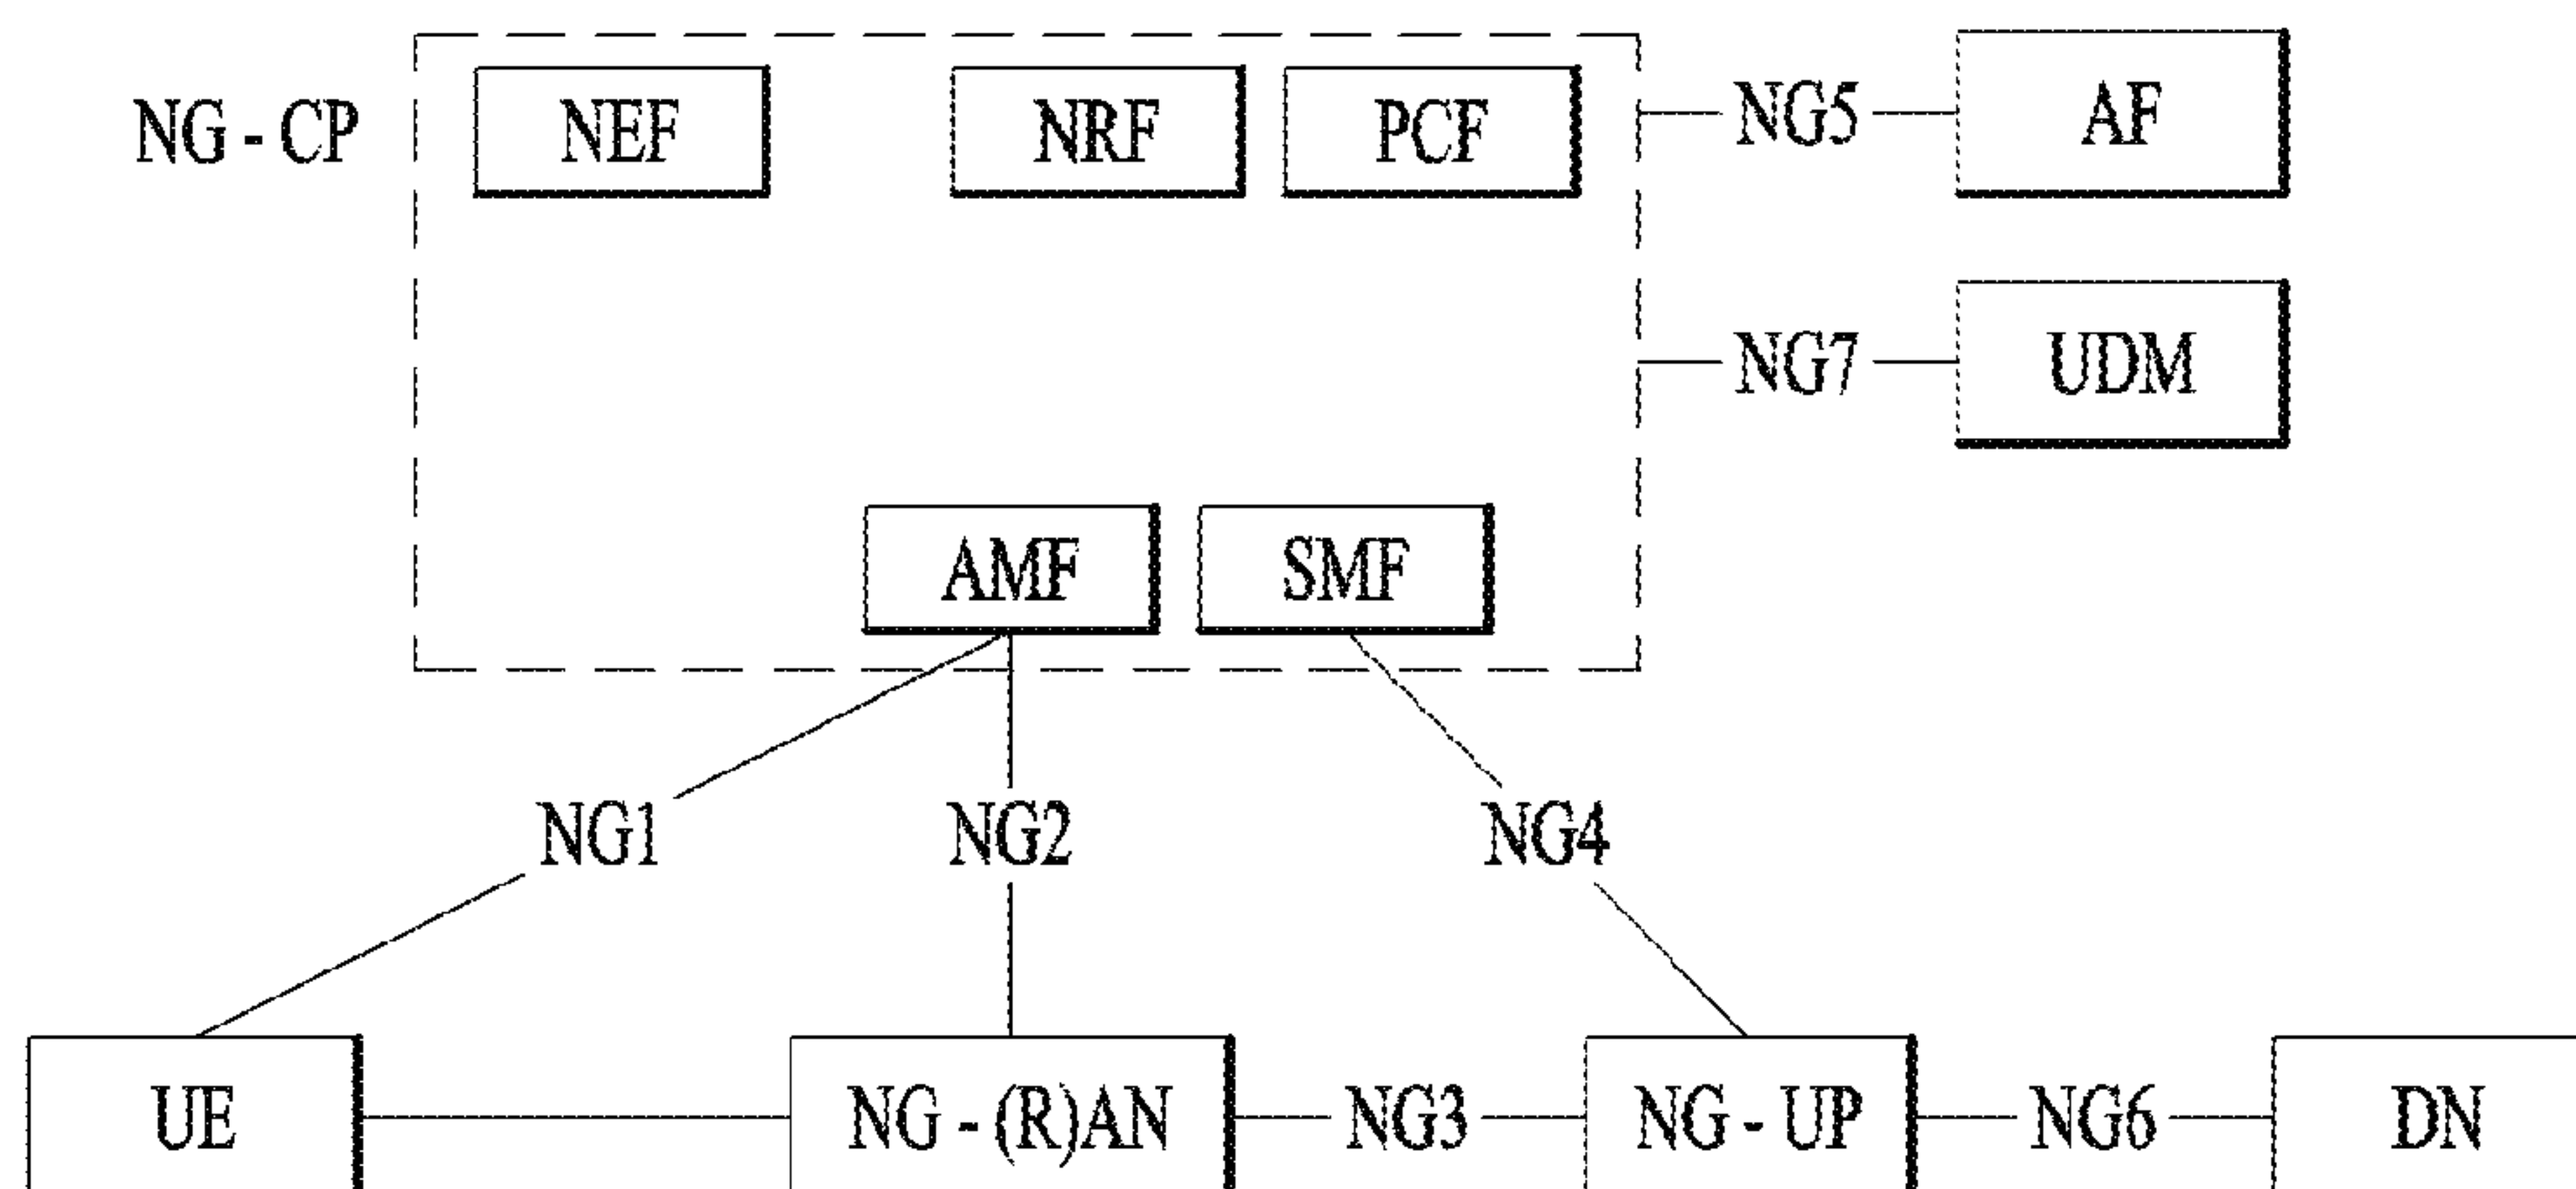 NG - CP
NEF
NRF
PCF
NG5
AF
NG7
UDM
AMF
SMF
NG1
NG2
NG4
UE
NG - (R)AN
NG3
NG - UP
NG6
DN